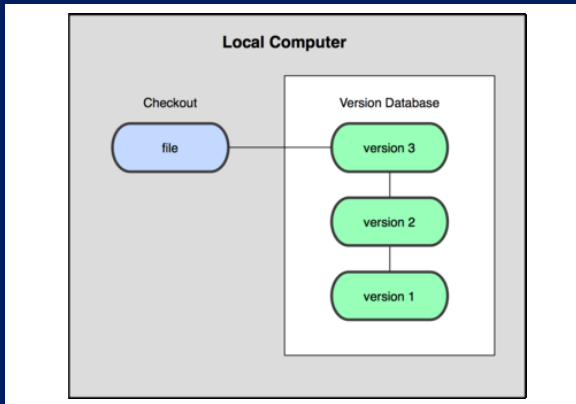 Local Computer
Checkout
Version Database
file
version 3
version 2
version 1